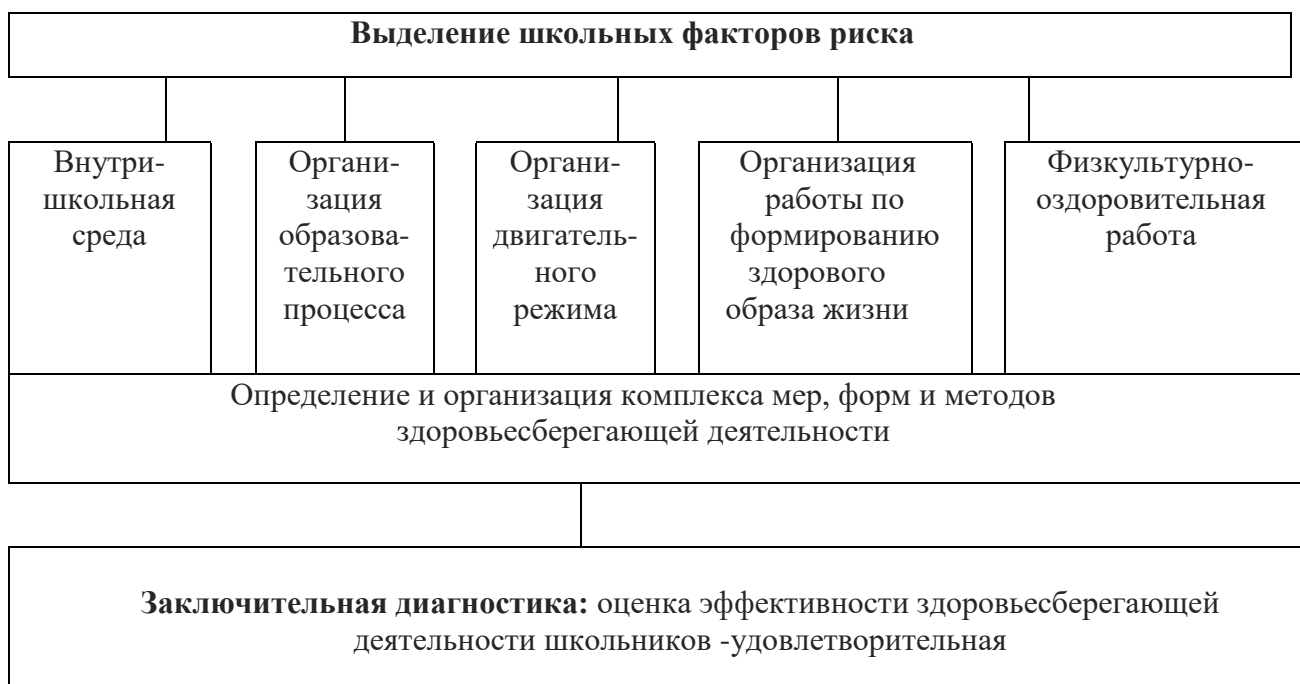 Выделение школьных факторов риска
Внутри-
школьная
среда
Органи-
зация
образова-
тельного
процесса
Органи-
зация
двигатель-
ного
режима
Организация
работы по
формированию
здорового
образа жизни
Физкультурно-
оздоровительная
работа
Определение и организация комплекса мер, форм и методов
здоровьесберегающей деятельности
Заключительная диагностика: оценка эффективности здоровьесберегающей
деятельности школьников -удовлетворительная